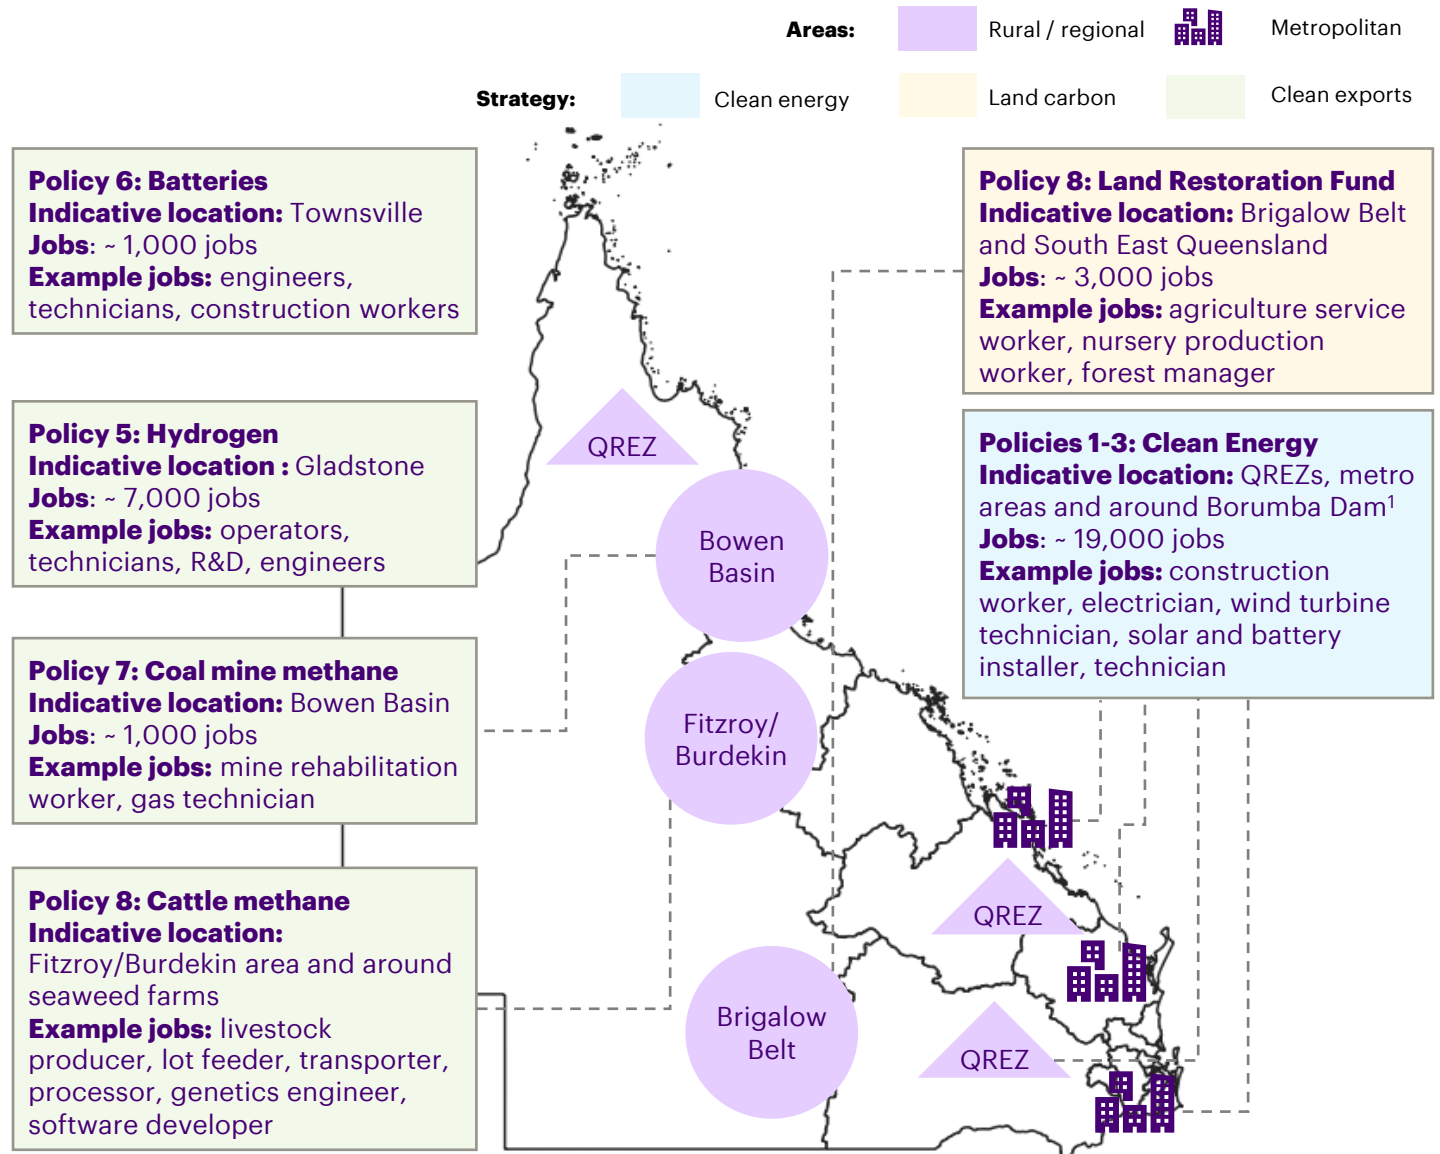 Areas:
Rural / regional
Metropolitan
Strategy:
Clean energy
Land carbon
Clean exports
Policy 6: Batteries
Indicative location: Townsville
Jobs: ~ 1,000 jobs
Example jobs: engineers,
technicians, construction workers
Policy 5: Hydrogen
Indicative location : Gladstone
Jobs: ~ 7,000 jobs
Example jobs: operators,
technicians, R&D, engineers
Policy 7: Coal mine methane
Indicative location: Bowen Basin
Jobs: ~ 1,000 jobs
Example jobs: mine rehabilitation
worker, gas technician
Policy 8: Cattle methane
Indicative location:
Fitzroy/Burdekin area and around
seaweed farms
Example jobs: livestock
producer, lot feeder, transporter,
processor, genetics engineer,
software developer
QREZ
Bowen
Basin
Fitzroy/
Burdekin
QREZ
Brigalow
Belt
QREZ
Policy 8: Land Restoration Fund
Indicative location: Brigalow Belt
and South East Queensland
Jobs: ~ 3,000 jobs
Example jobs: agriculture service
worker, nursery production
worker, forest manager
Policies 1-3: Clean Energy
Indicative location: QREZs, metro
areas and around Borumba Dam¹
Jobs: ~ 19,000 jobs
Example jobs: construction
worker, electrician, wind turbine
technician, solar and battery
installer, technician